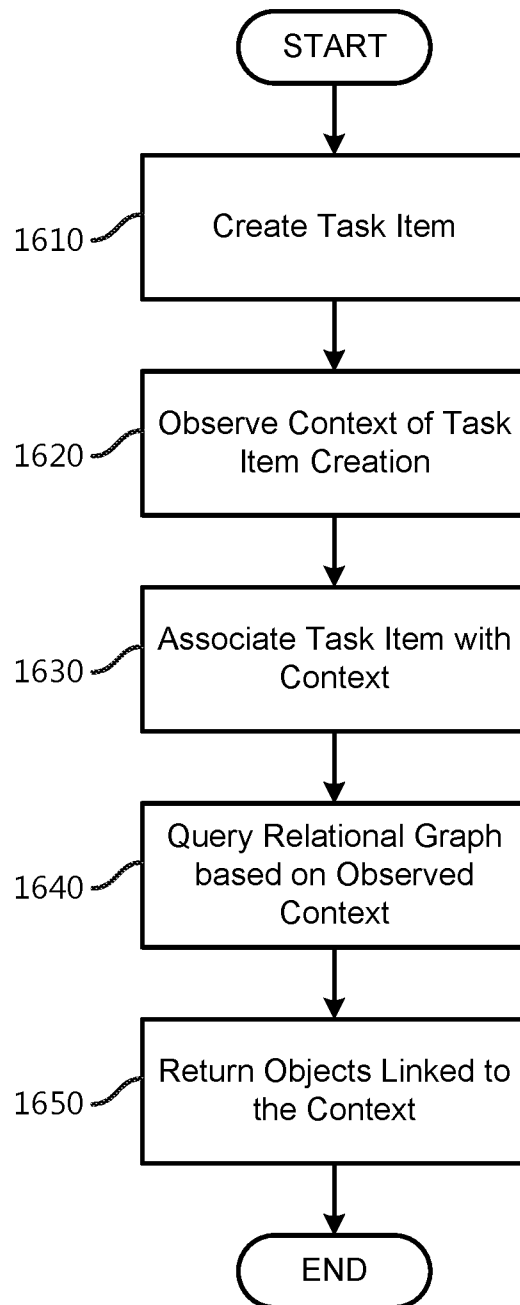 START
1610
Create Task Item
1620
Observe Context of Task
Item Creation
1630
Associate Task Item with
Context
1640
Query Relational Graph
based on Observed
Context
1650
Return Objects Linked to
the Context
END